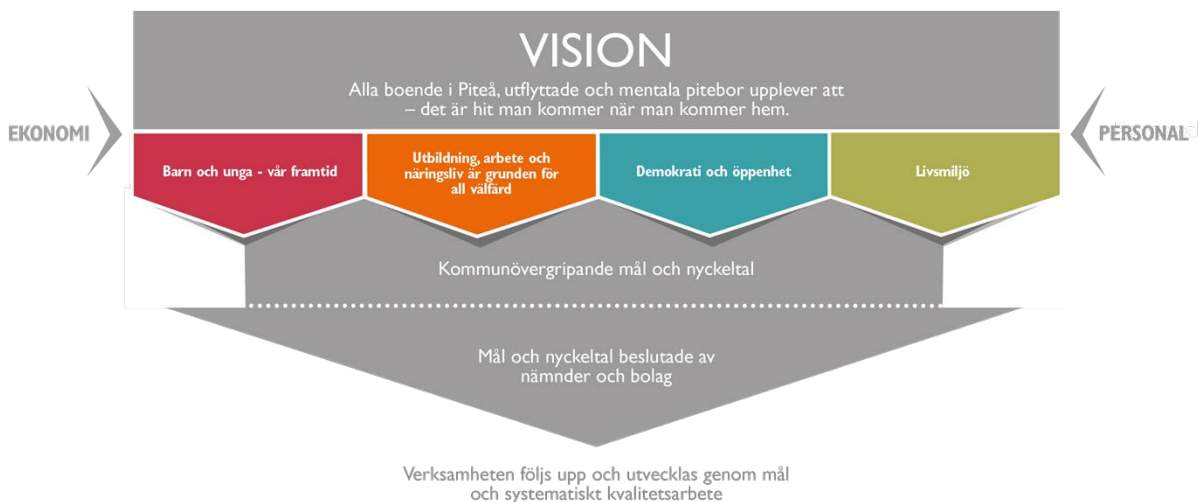 VISION
Alla boende i Piteå, utflyttade och mentala pitebor upplever att
– det är hit man kommer när man kommer hem.
EKONOMI
PERSONAL
Barn och unga - vår framtid
Utbildning, arbete och
näringsliv är grunden för
all välfärd
Demokrati och öppenhet
Livsmiljö
Kommunövergripande mål och nyckeltal
Mål och nyckeltal beslutade av
nämnder och bolag
Verksamheten följs upp och utvecklas genom mål
och systematiskt kvalitetsarbete